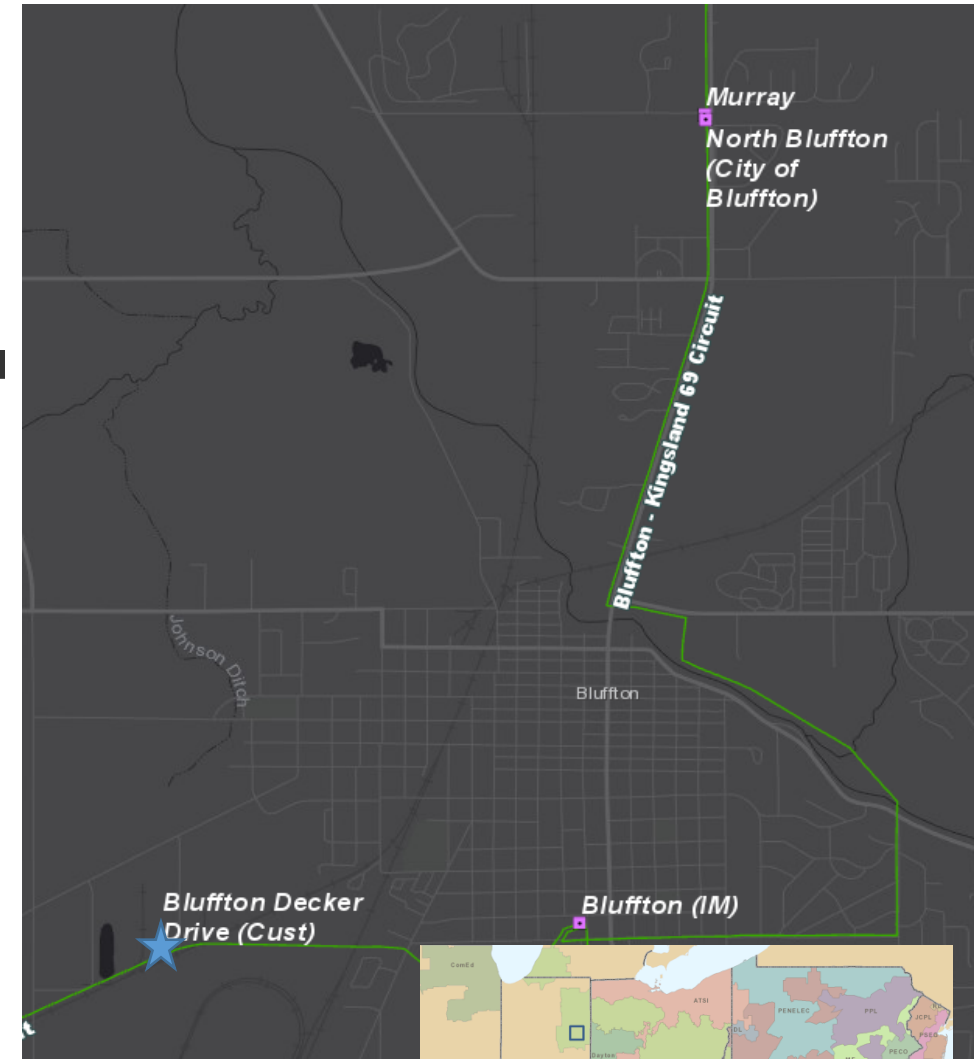 Murray
North Bluffton
(City of
Bluffton)
Bluffton - Kingsland 69 Circuit
Johnson Ditch
Bluffton
Bluffton Decker
Drive (Cust)
Bluffton (IM)
ComEd
ATSI
PENELEC
PPL
JCPL
PSEG
PECO
DL
Dayton